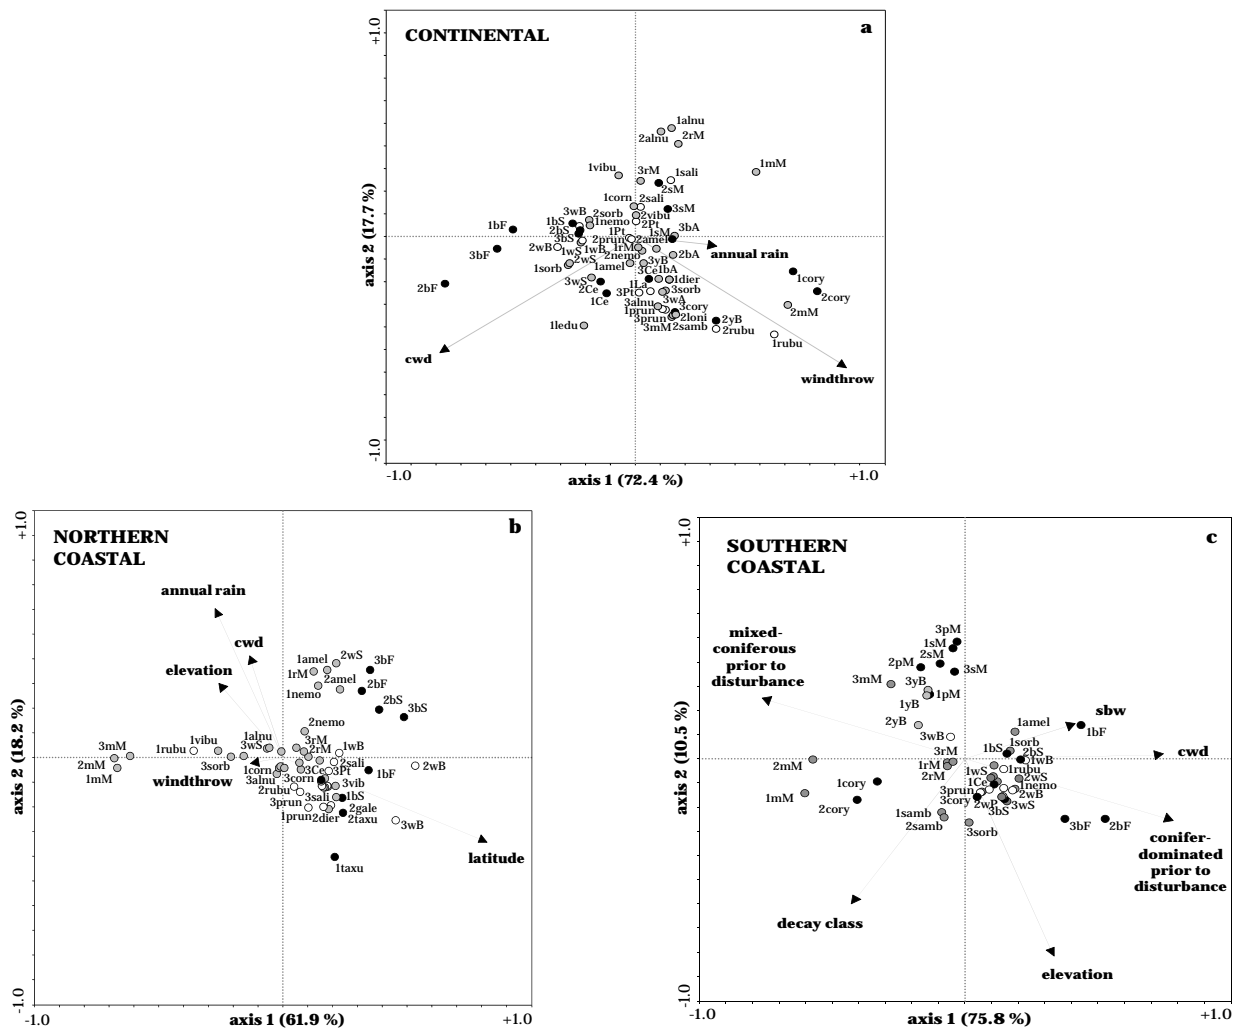 +1.0
CONTINENTAL
a
1alnu
2alnu
2rM
1mM
1vibu
3rM
1sali
2sM
1corn
2sali
3sM
3wB
2sorb
2vibu
1bF
1bS
1nemo
2Pt
3bA
2bS
1Pt
1sM
3bS
2prun
2amel
annual rain
2wB
1wB
1rM
2bA
3bF
1wS
2nemo
3yB
1sorb
2wS
1amel
3Ce
1bA
1cory
2bF
3wS
1La
1dier
2Ce
3Pt
3sorb
2cory
1Ce
3alnu
3wA
1prun
3cory
2mM
3prun
2loni
2yB
1ledu
3mM
2samb
2rubu
1rubu
cwd
windthrow
axis 2 (17.7 %)
-1.0
-1.0
axis 1 (72.4 %)
+1.0
+1.0
NORTHERN
COASTAL
b
annual rain
cwd
elevation
1amel
2wS
3bF
1rM
2amel
2bF
1nemo
2bS
3bS
2nemo
1alnu
3rM
1vibu
3wS
2rM
1wB
3mM
1rubu
2sali
2mM
3sorb
1corn
3Ce
3Pt
1bF
2wB
1mM
windthrow
3alnu
3corn
3vib
2rubu
3sali
1bS
3prun
2gale
1prun
2dier
2taxu
3wB
latitude
1taxu
axis 2 (18.2 %)
-1.0
-1.0
axis 1 (61.9 %)
+1.0
+1.0
SOUTHERN
COASTAL
c
mixed-
coniferous
prior to
disturbance
3pM
1sM
2sM
2pM
3sM
3mM
3yB
1pM
1yB
2yB
3wB
1amel
sbw
1bF
1sorb
3rM
1bS
2bS
cwd
1rM
1wB
2mM
2rM
1rubu
1wS
2wS
1cory
1Ce
1nemo
1mM
3prun
2wB
2cory
3cory
2wP
3wS
1samb
3bS
2samb
3sorb
3bF
2bF
conifer-
dominated
prior to
disturbance
decay class
elevation
axis 2 (10.5 %)
-1.0
-1.0
axis 1 (75.8 %)
+1.0